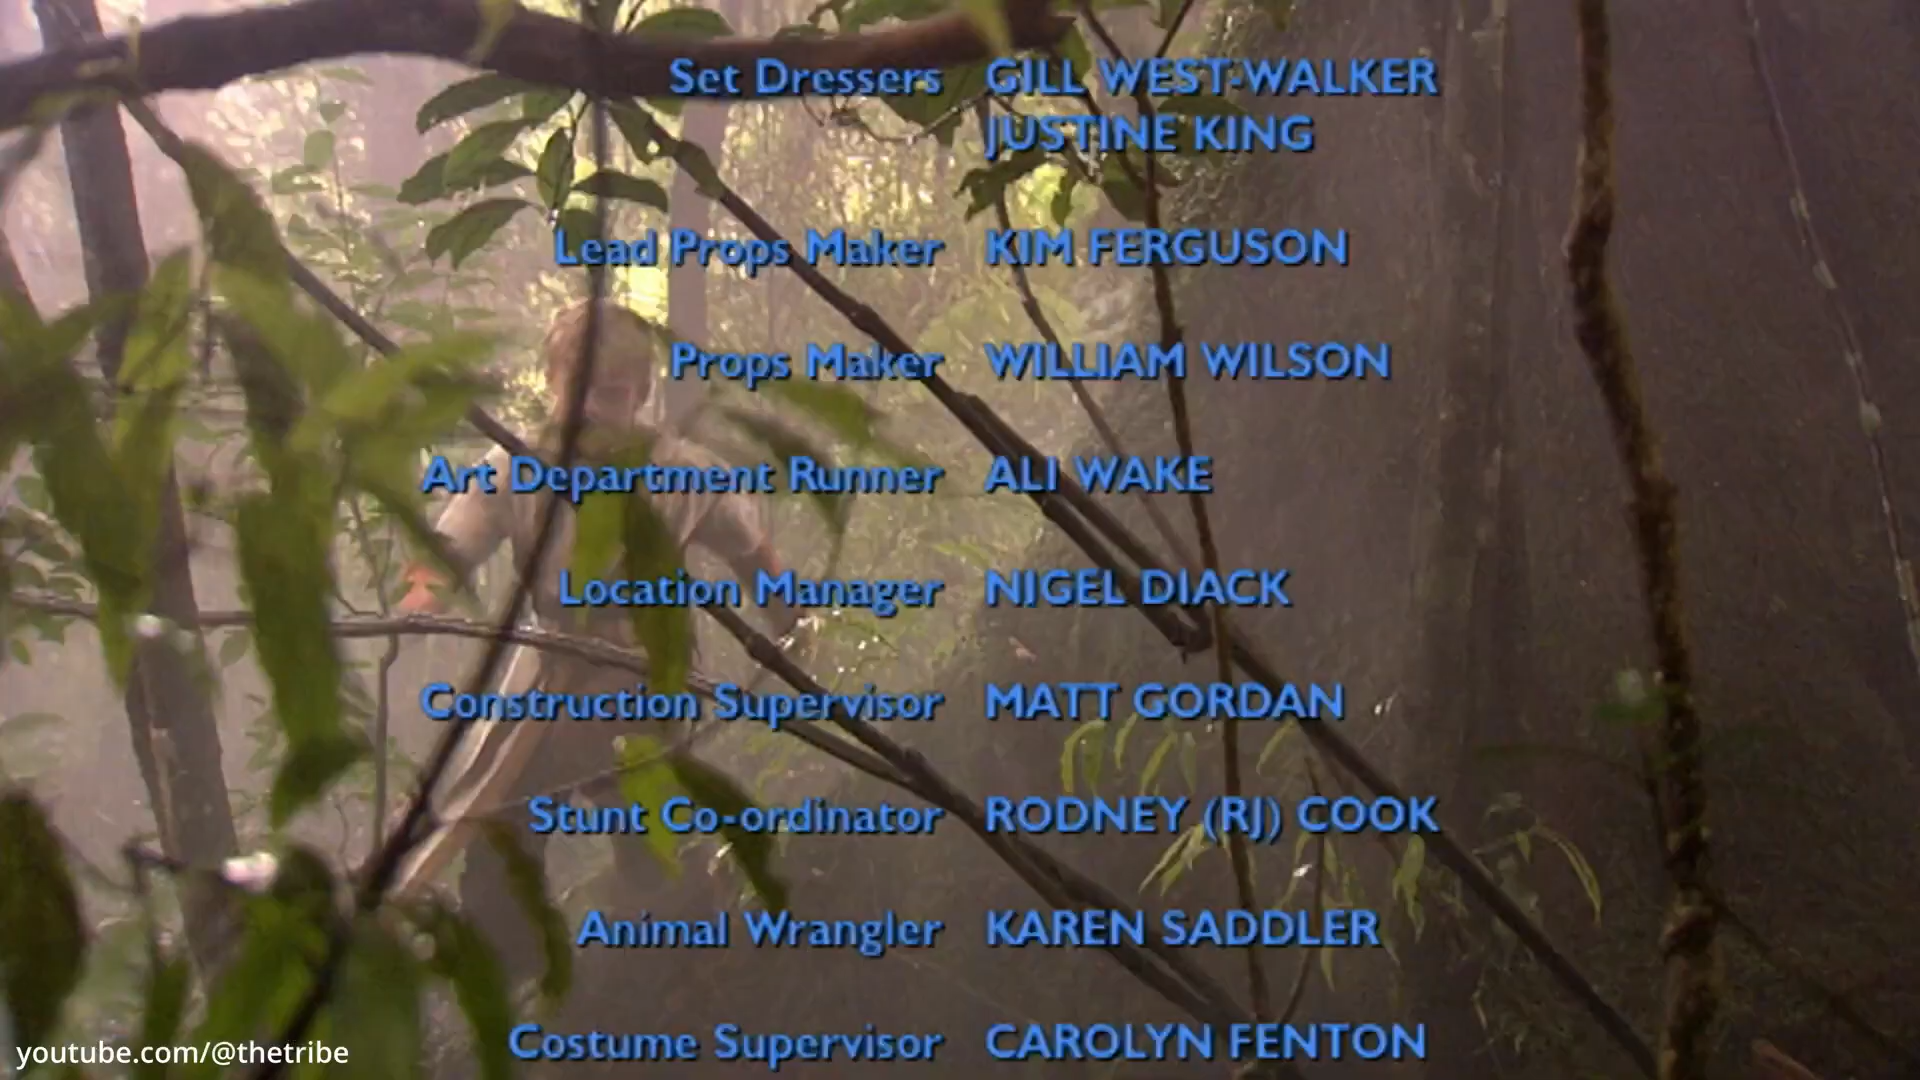 Set Dressers GILL WEST-WALKER
JUSTINE KING
Lead Props Maker KIM FERGUSON
Props Maker WILLIAM WILSON
Art Department Runner ALI WAKE
Location Manager NIGEL DIACK
Construction Supervisor MATT GORDAN
Stunt Co-ordinator RODNEY (RJ) COOK
Animal Wrangler KAREN SADDLER
Costume Supervisor CAROLYN FENTON
youtube.com/@thetribe